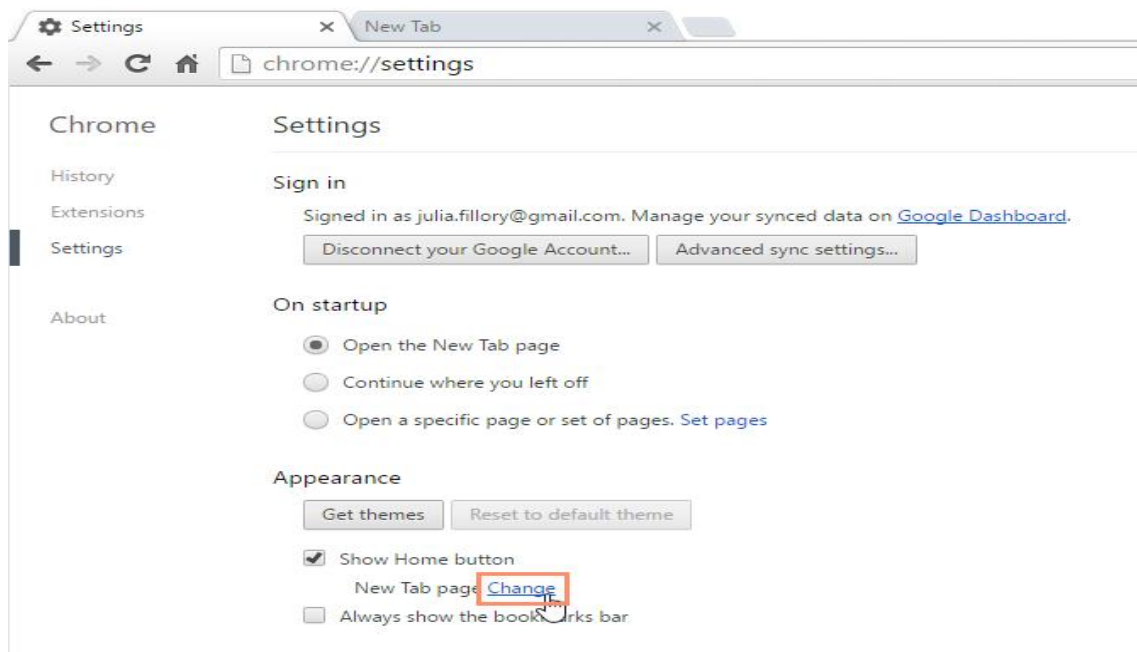 Settings
New Tab
chrome://settings
Chrome
History
Extensions
Settings
About
Settings
Sign in
Signed in as julia.fillory@gmail.com. Manage your synced data on Google Dashboard.
Disconnect your Google Account... Advanced sync settings...
On startup
Open the New Tab page
Continue where you left off
Open a specific page or set of pages. Set pages
Appearance
Get themes Reset to default theme
Show Home button
New Tab page Change
Always show the bookmarks bar